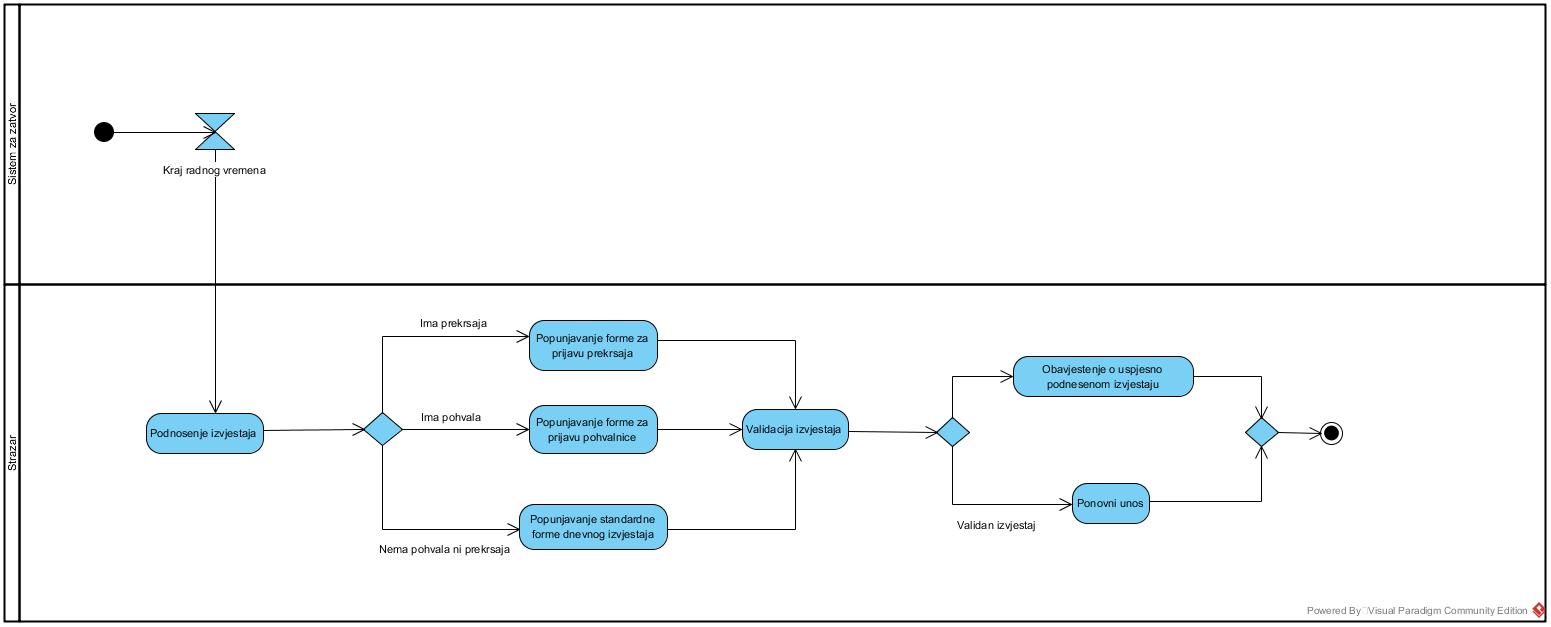 Sistem za zatvor
Kraj radnog vremena
Strazar
Podnosenje izvjestaja
Ima prekrsaja
Popunjavanje forme za
prijavu prekrsaja
Ima pohvala
Popunjavanje forme za
prijavu pohvalnice
Nema pohvala ni prekrsaja
Popunjavanje standardne
forme dnevnog izvjestaja
Validacija izvjestaja
Obavjestenje o uspjesno
podnesenom izvjestaju
Validan izvjestaj
Ponovni unos
Powered By Visual Paradigm Community Edition